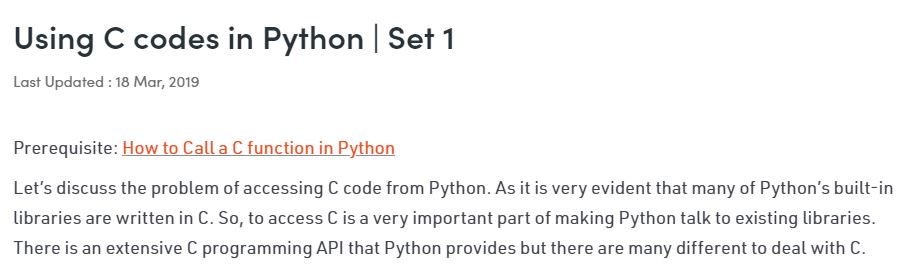 Using C codes in Python | Set 1
Last Updated : 18 Mar, 2019
Prerequisite: How to Call a C function in Python
Let's discuss the problem of accessing C code from Python. As it is very evident that many of Python's built-in
libraries are written in C. So, to access C is a very important part of making Python talk to existing libraries.
There is an extensive C programming API that Python provides but there are many different to deal with C.